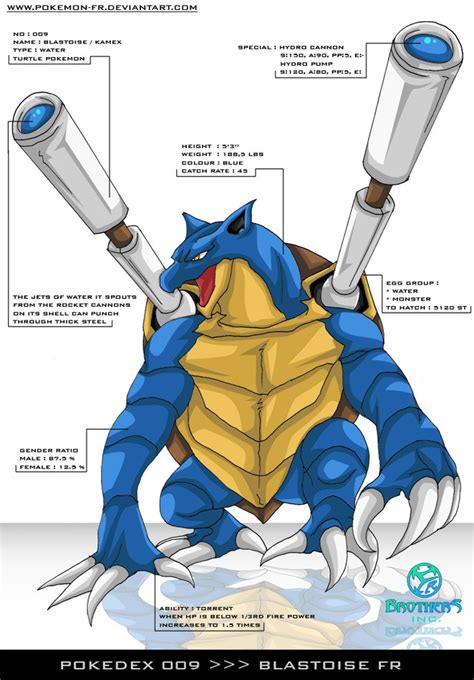 WWW.POKEMON-FR.DEVIANTART.COM
NO : 009
NAME : BLASTOISE / KAMEX
TYPE : WATER
TURTLE POKEMON
SPECIAL : HYDRO CANNON
S:150, A:90, PP:5, E:-
HYDRO PUMP
S:120, A:80, PP:5, E:-
HEIGHT : 5'3"
WEIGHT : 188,5 LBS
COLOUR : BLUE
CATCH RATE : 45
EGG GROUP :
* WATER
* MONSTER
TO HATCH : 5120 ST
THE JETS OF WATER IT SPOUTS
FROM THE ROCKET CANNONS
ON ITS SHELL CAN PUNCH
THROUGH THICK STEEL
GENDER RATIO
MALE : 87.5 %
FEMALE : 12.5 %
ABILITY : TORRENT
WHEN HP IS BELOW 1/3RD FIRE POWER
INCREASES TO 1.5 TIMES
BROTHERS
INC.
POKEDEX 009 >>> BLASTOISE FR